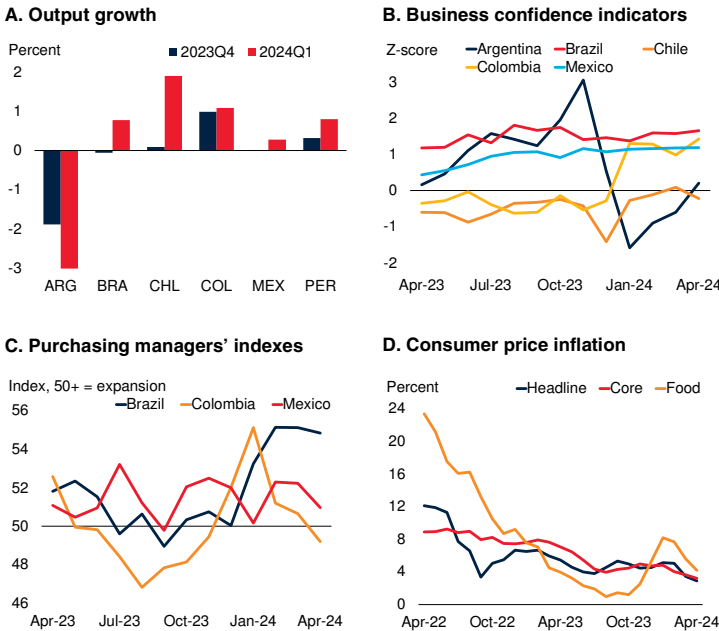 A. Output growth
Percent
2023Q4 2024Q1
2
1
0
-1
-2
-3
ARG BRA CHL COL MEX PER
B. Business confidence indicators
Z-score
Argentina Brazil Chile
Colombia Mexico
3
2
1
0
-1
-2
Apr-23 Jul-23 Oct-23 Jan-24 Apr-24
C. Purchasing managers' indexes
Index, 50+ = expansion
Brazil Colombia Mexico
56
54
52
50
48
46
Apr-23 Jul-23 Oct-23 Jan-24 Apr-24
D. Consumer price inflation
Percent
Headline Core Food
24
20
16
12
8
4
0
Apr-22 Oct-22 Apr-23 Oct-23 Apr-24